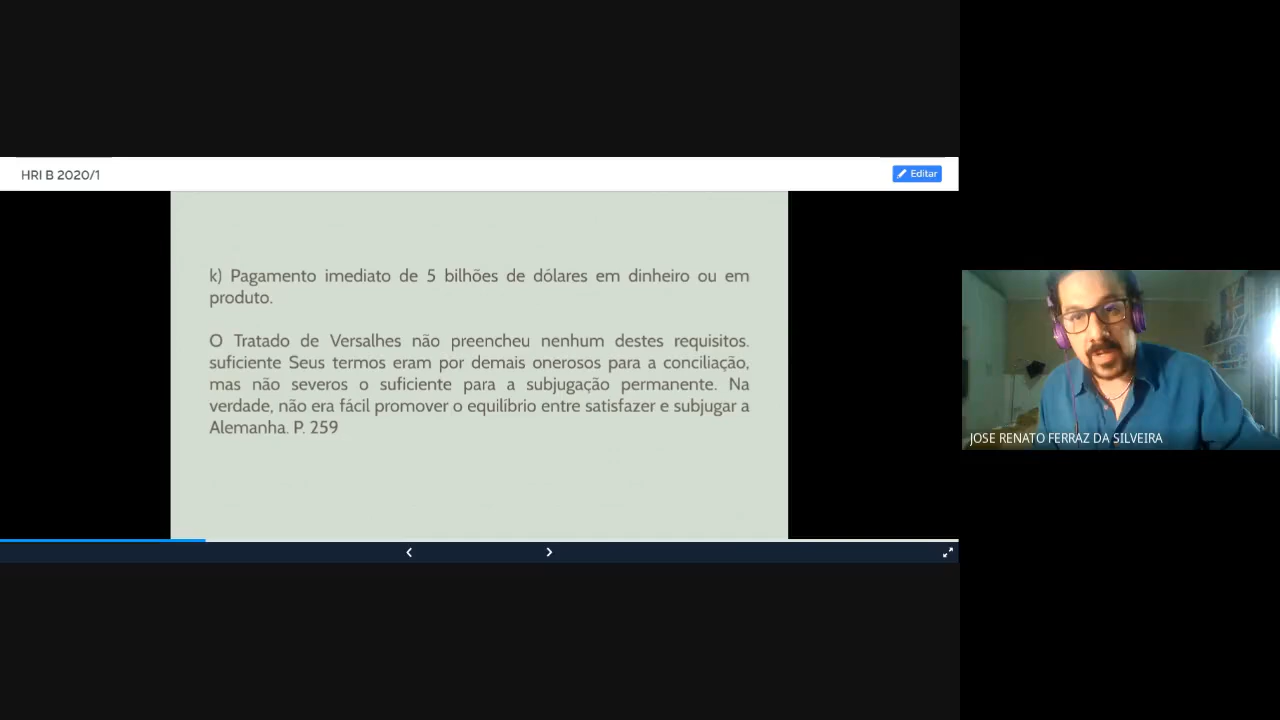 HRI B 2020/1
Editar
k) Pagamento imediato de 5 bilhões de dólares em dinheiro ou em
produto.
O Tratado de Versalhes não preencheu nenhum destes requisitos.
suficiente Seus termos eram por demais onerosos para a conciliação,
mas não severos o suficiente para a subjugação permanente. Na
verdade, não era fácil promover o equilíbrio entre satisfazer e subjugar a
Alemanha. P. 259
JOSE RENATO FERRAZ DA SILVEIRA